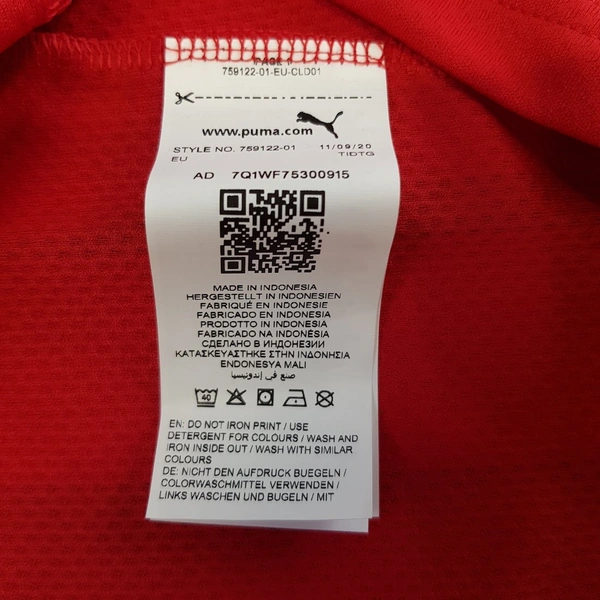 PAGE 1
759122-01-EU-CLD01
www.puma.com
STYLE NO. 759122-01 11/09/20
EU TIDTG
AD 7Q1WF75300915
MADE IN INDONESIA
HERGESTELLT IN INDONESIEN
FABRIQUÉ EN INDONESIE
FABRICADO EN INDONESIA
PRODOTTO IN INDONESIA
FABRICADO NA INDONÉSIA
СДЕЛАНО В ИНДОНЕЗИИ
ΚΑΤΑΣΚΕΥΑΣΤΗΚΕ ΣΤΗΝ ΙΝΔΟΝΗΣΙΑ
ENDONESYA MALI
صنع في إندونيسيا
40
EN: DO NOT IRON PRINT / USE
DETERGENT FOR COLOURS / WASH AND
IRON INSIDE OUT / WASH WITH SIMILAR
COLOURS
DE: NICHT DEN AUFDRUCK BUEGELN /
COLORWASCHMITTEL VERWENDEN /
LINKS WASCHEN UND BUGELN / MIT